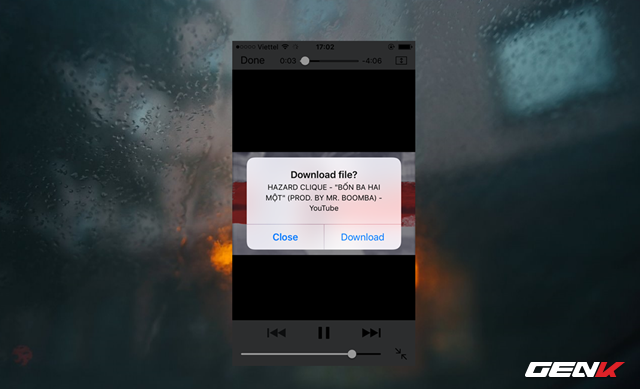 Viettel 17:02
Done 0:03 -4:06
Download file?
HAZARD CLIQUE - "BỐN BA HAI
MỘT" (PROD. BY MR. BOOMBA) -
YouTube
Close Download
GENK